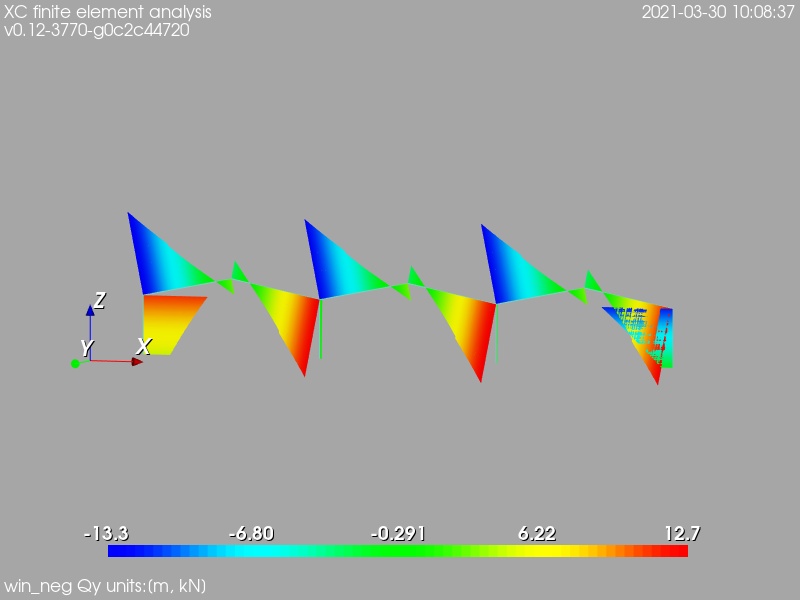 XC finite element analysis
v0.12-3770-g0c2c44720
2021-03-30 10:08:37
Z
Y
X
-13.3 -6.80 -0.291 6.22 12.7
win_neg Qy units:[m, kN]